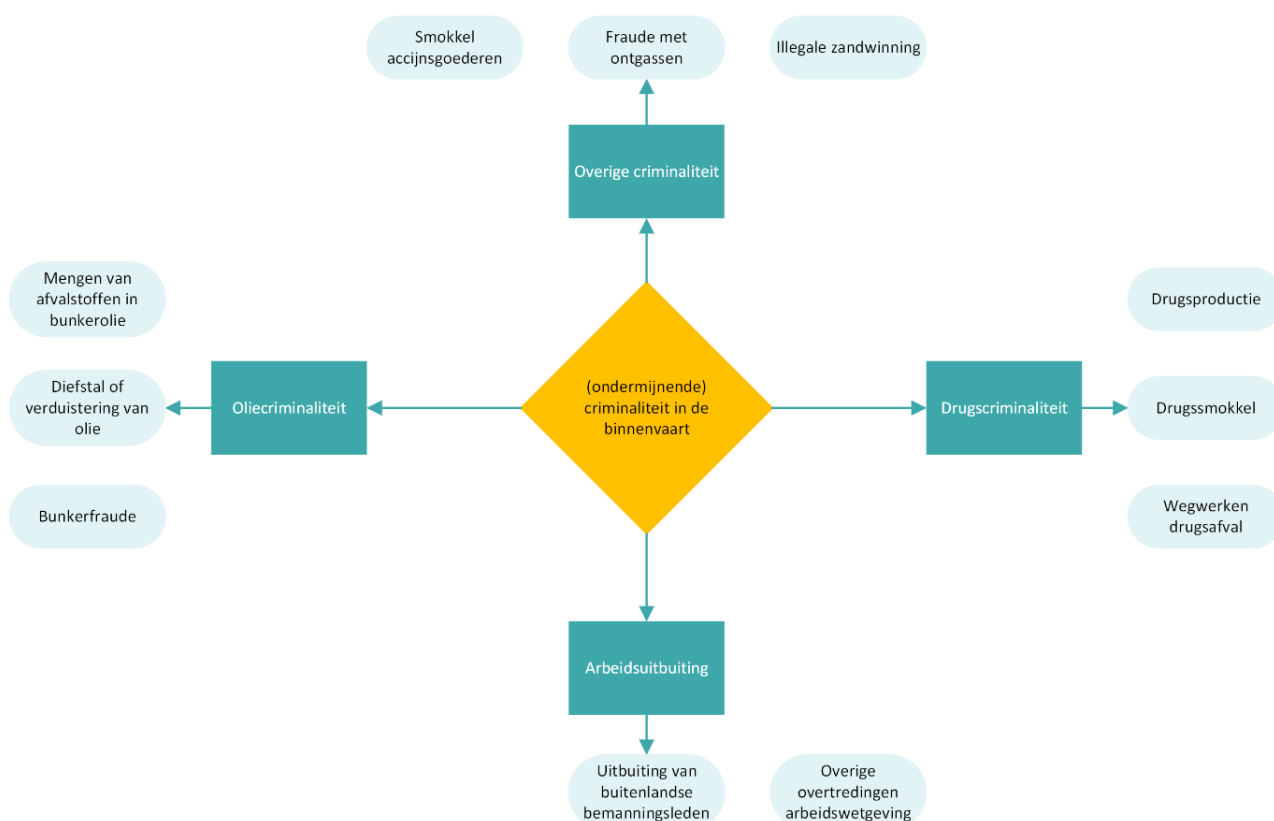 Smokkel
accijnsgoederen
Fraude met
ontgassen
Illegale zandwinning
Overige criminaliteit
Mengen van
afvalstoffen in
bunkerolie
Drugsproductie
Diefstal of
verduistering van
olie
Oliecriminaliteit
(ondermijnende)
criminaliteit in de
binnenvaart
Drugscriminaliteit
Drugssmokkel
Bunkerfraude
Wegwerken
drugsafval
Arbeidsuitbuiting
Uitbuiting van
buitenlandse
bemanningsleden
Overige
overtredingen
arbeidswetgeving